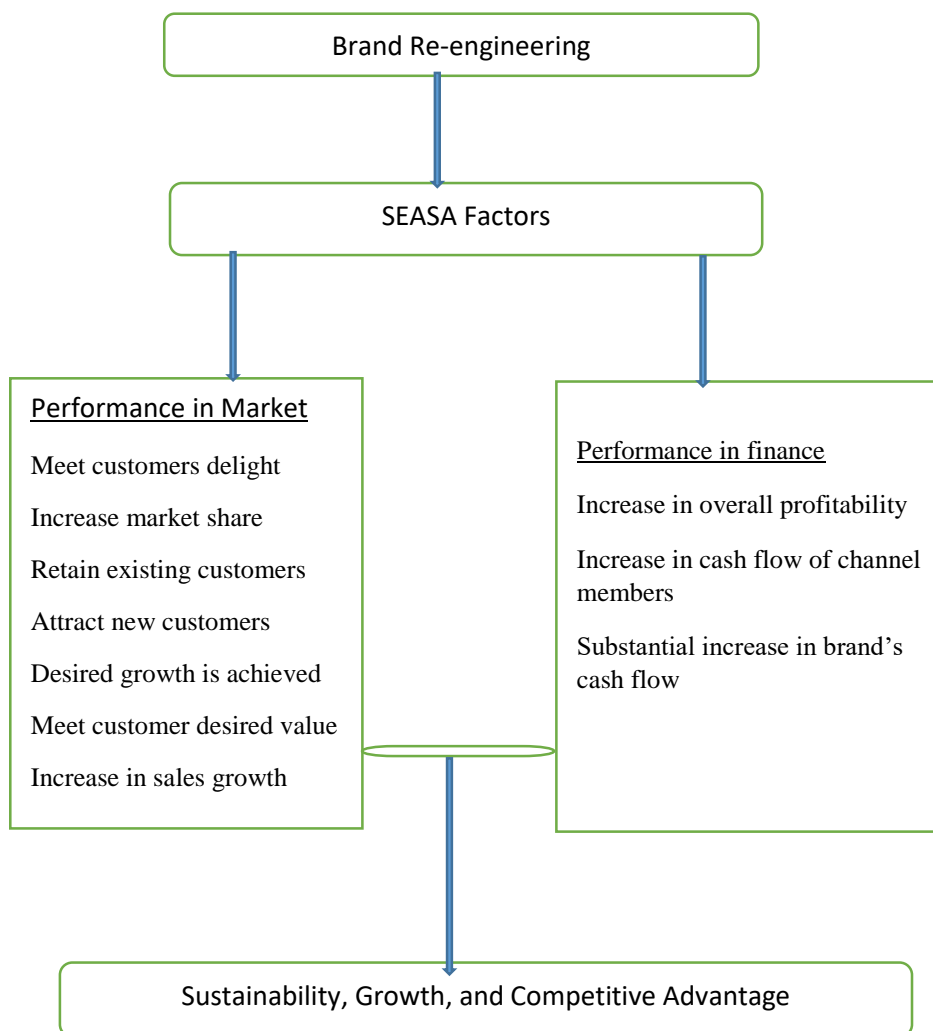 Brand Re-engineering
SEASA Factors
Performance in Market
Meet customers delight
Increase market share
Retain existing customers
Attract new customers
Desired growth is achieved
Meet customer desired value
Increase in sales growth
Performance in finance
Increase in overall profitability
Increase in cash flow of channel
members
Substantial increase in brand’s
cash flow
Sustainability, Growth, and Competitive Advantage